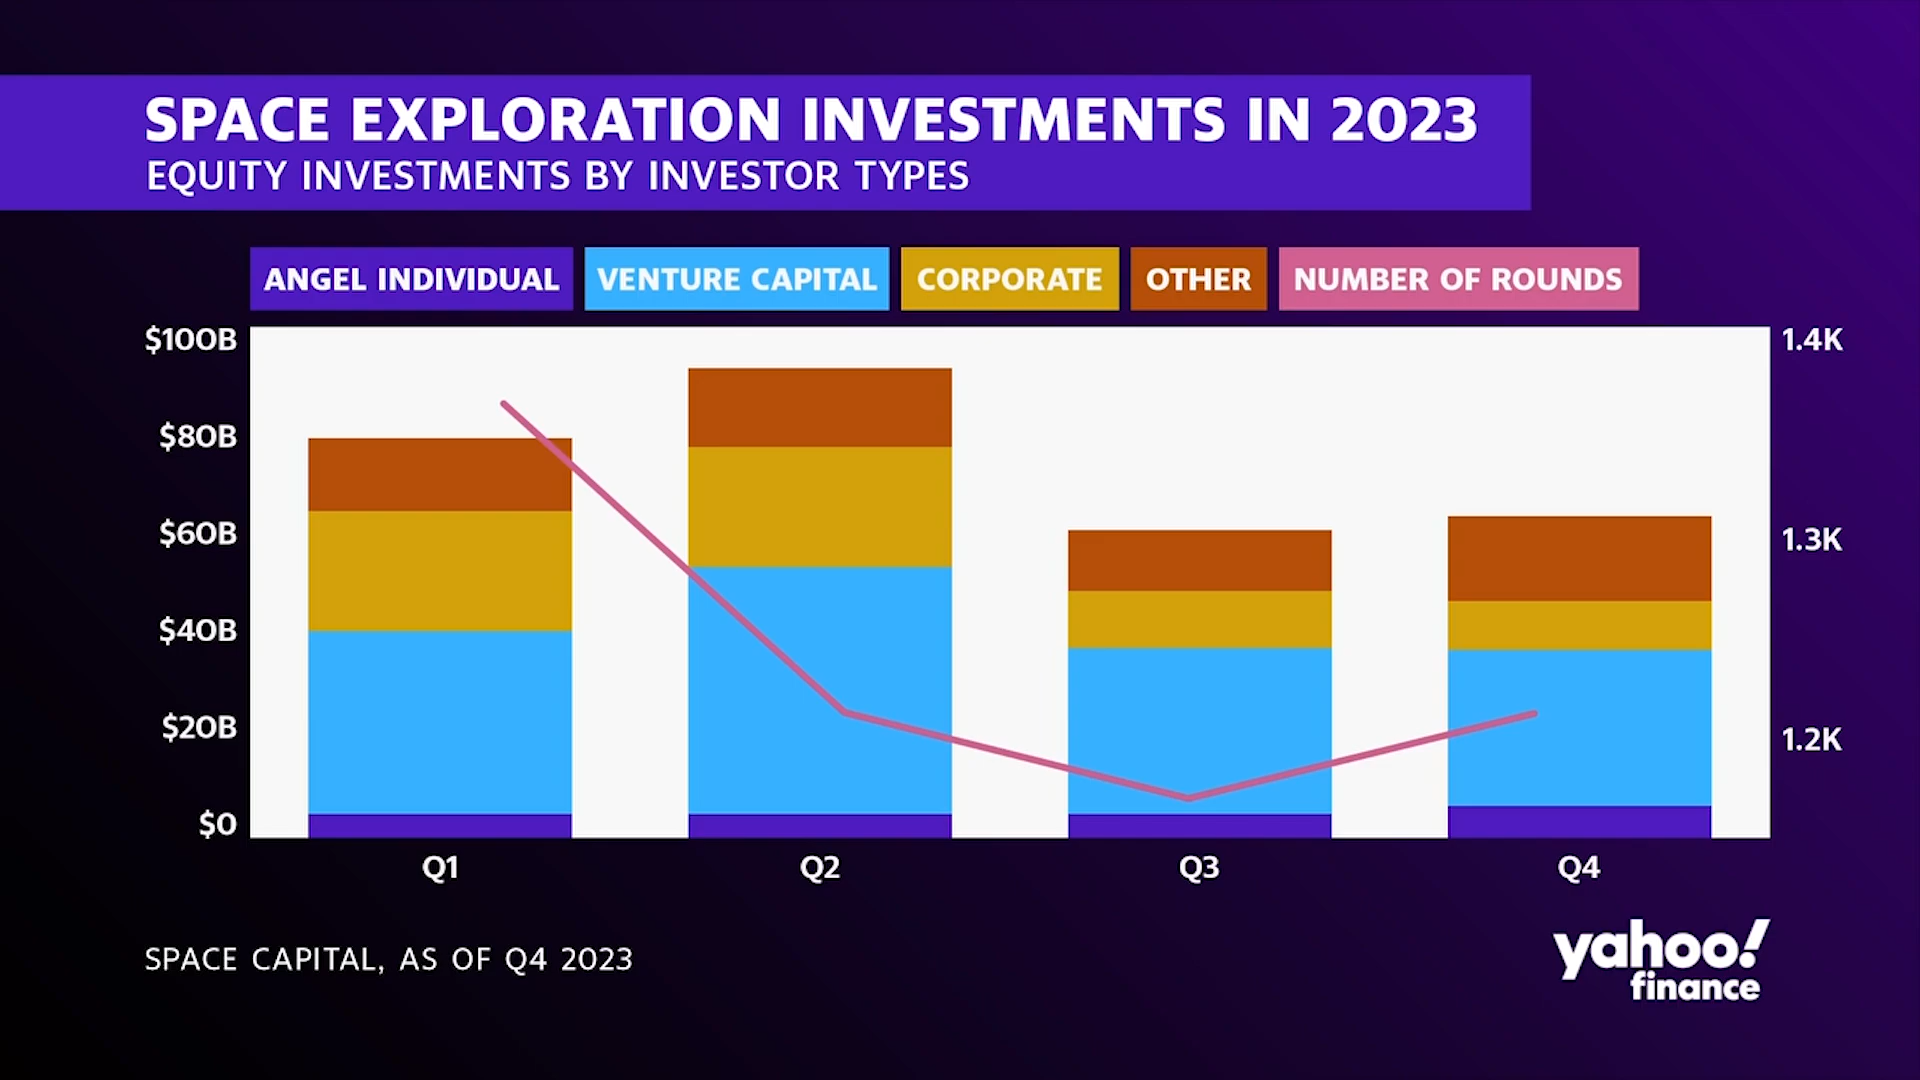 SPACE EXPLORATION INVESTMENTS IN 2023
EQUITY INVESTMENTS BY INVESTOR TYPES
ANGEL INDIVIDUAL VENTURE CAPITAL CORPORATE OTHER NUMBER OF ROUNDS
$100B 1.4K
$80B
$60B 1.3K
$40B
$20B 1.2K
$0
Q1 Q2 Q3 Q4
SPACE CAPITAL, AS OF Q4 2023
yahoo!
finance